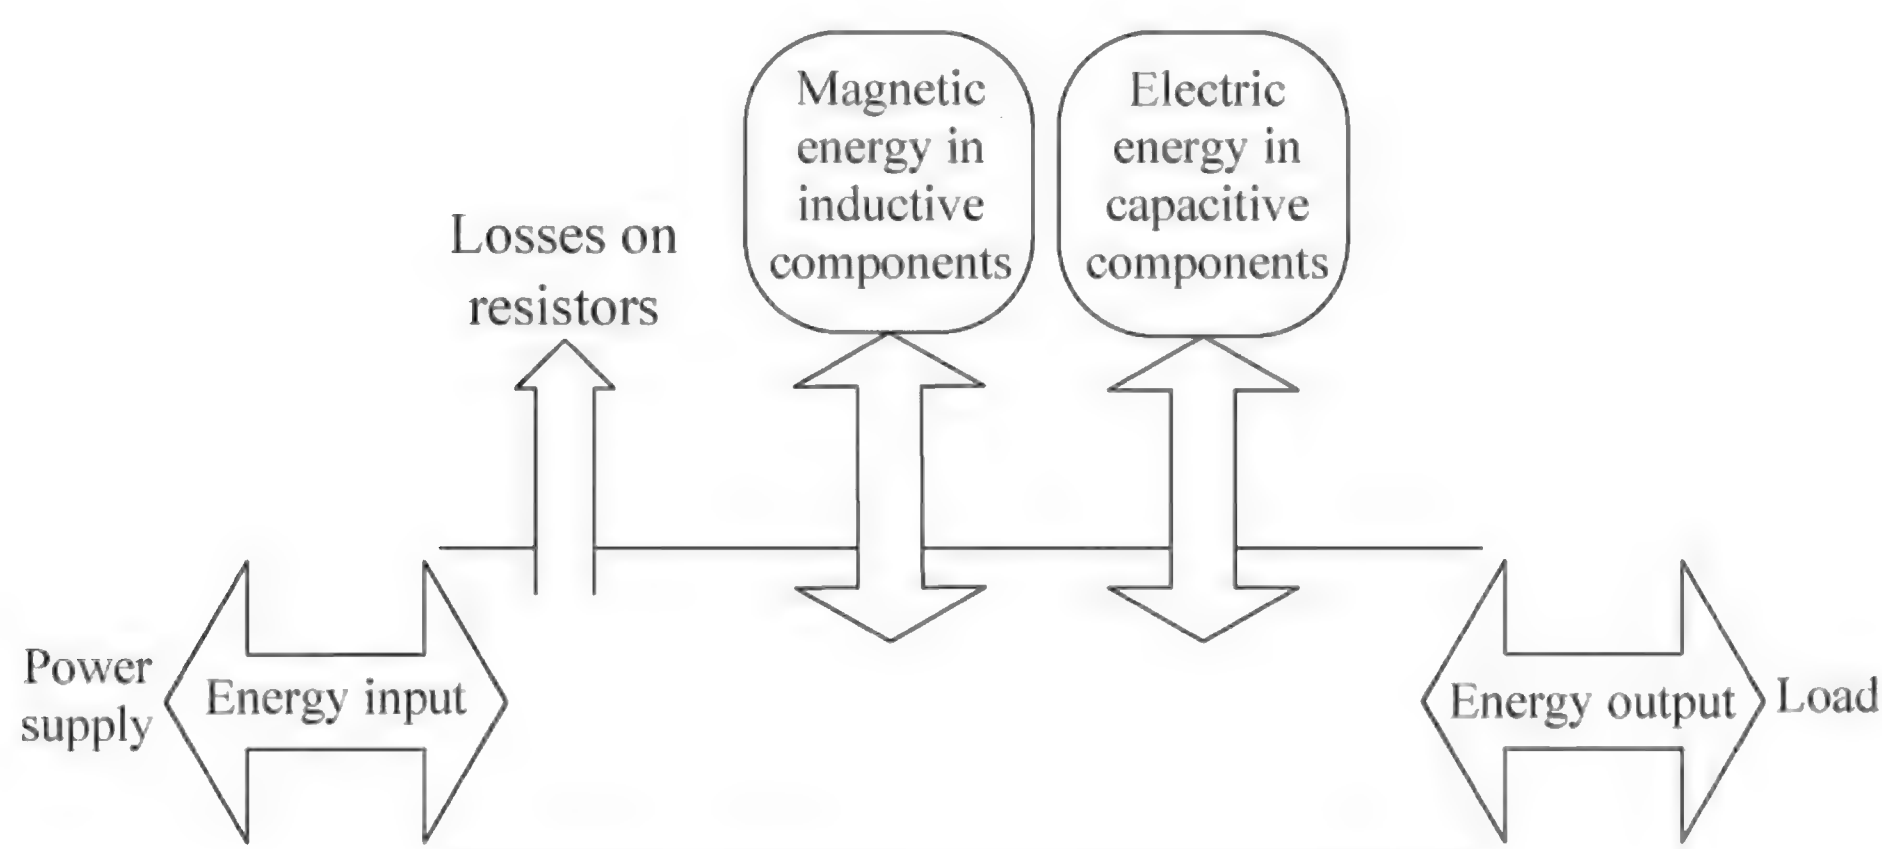 Magnetic
energy in
inductive
components
Electric
energy in
capacitive
components
Losses on
resistors
Power
supply
Energy input
Energy output
Load